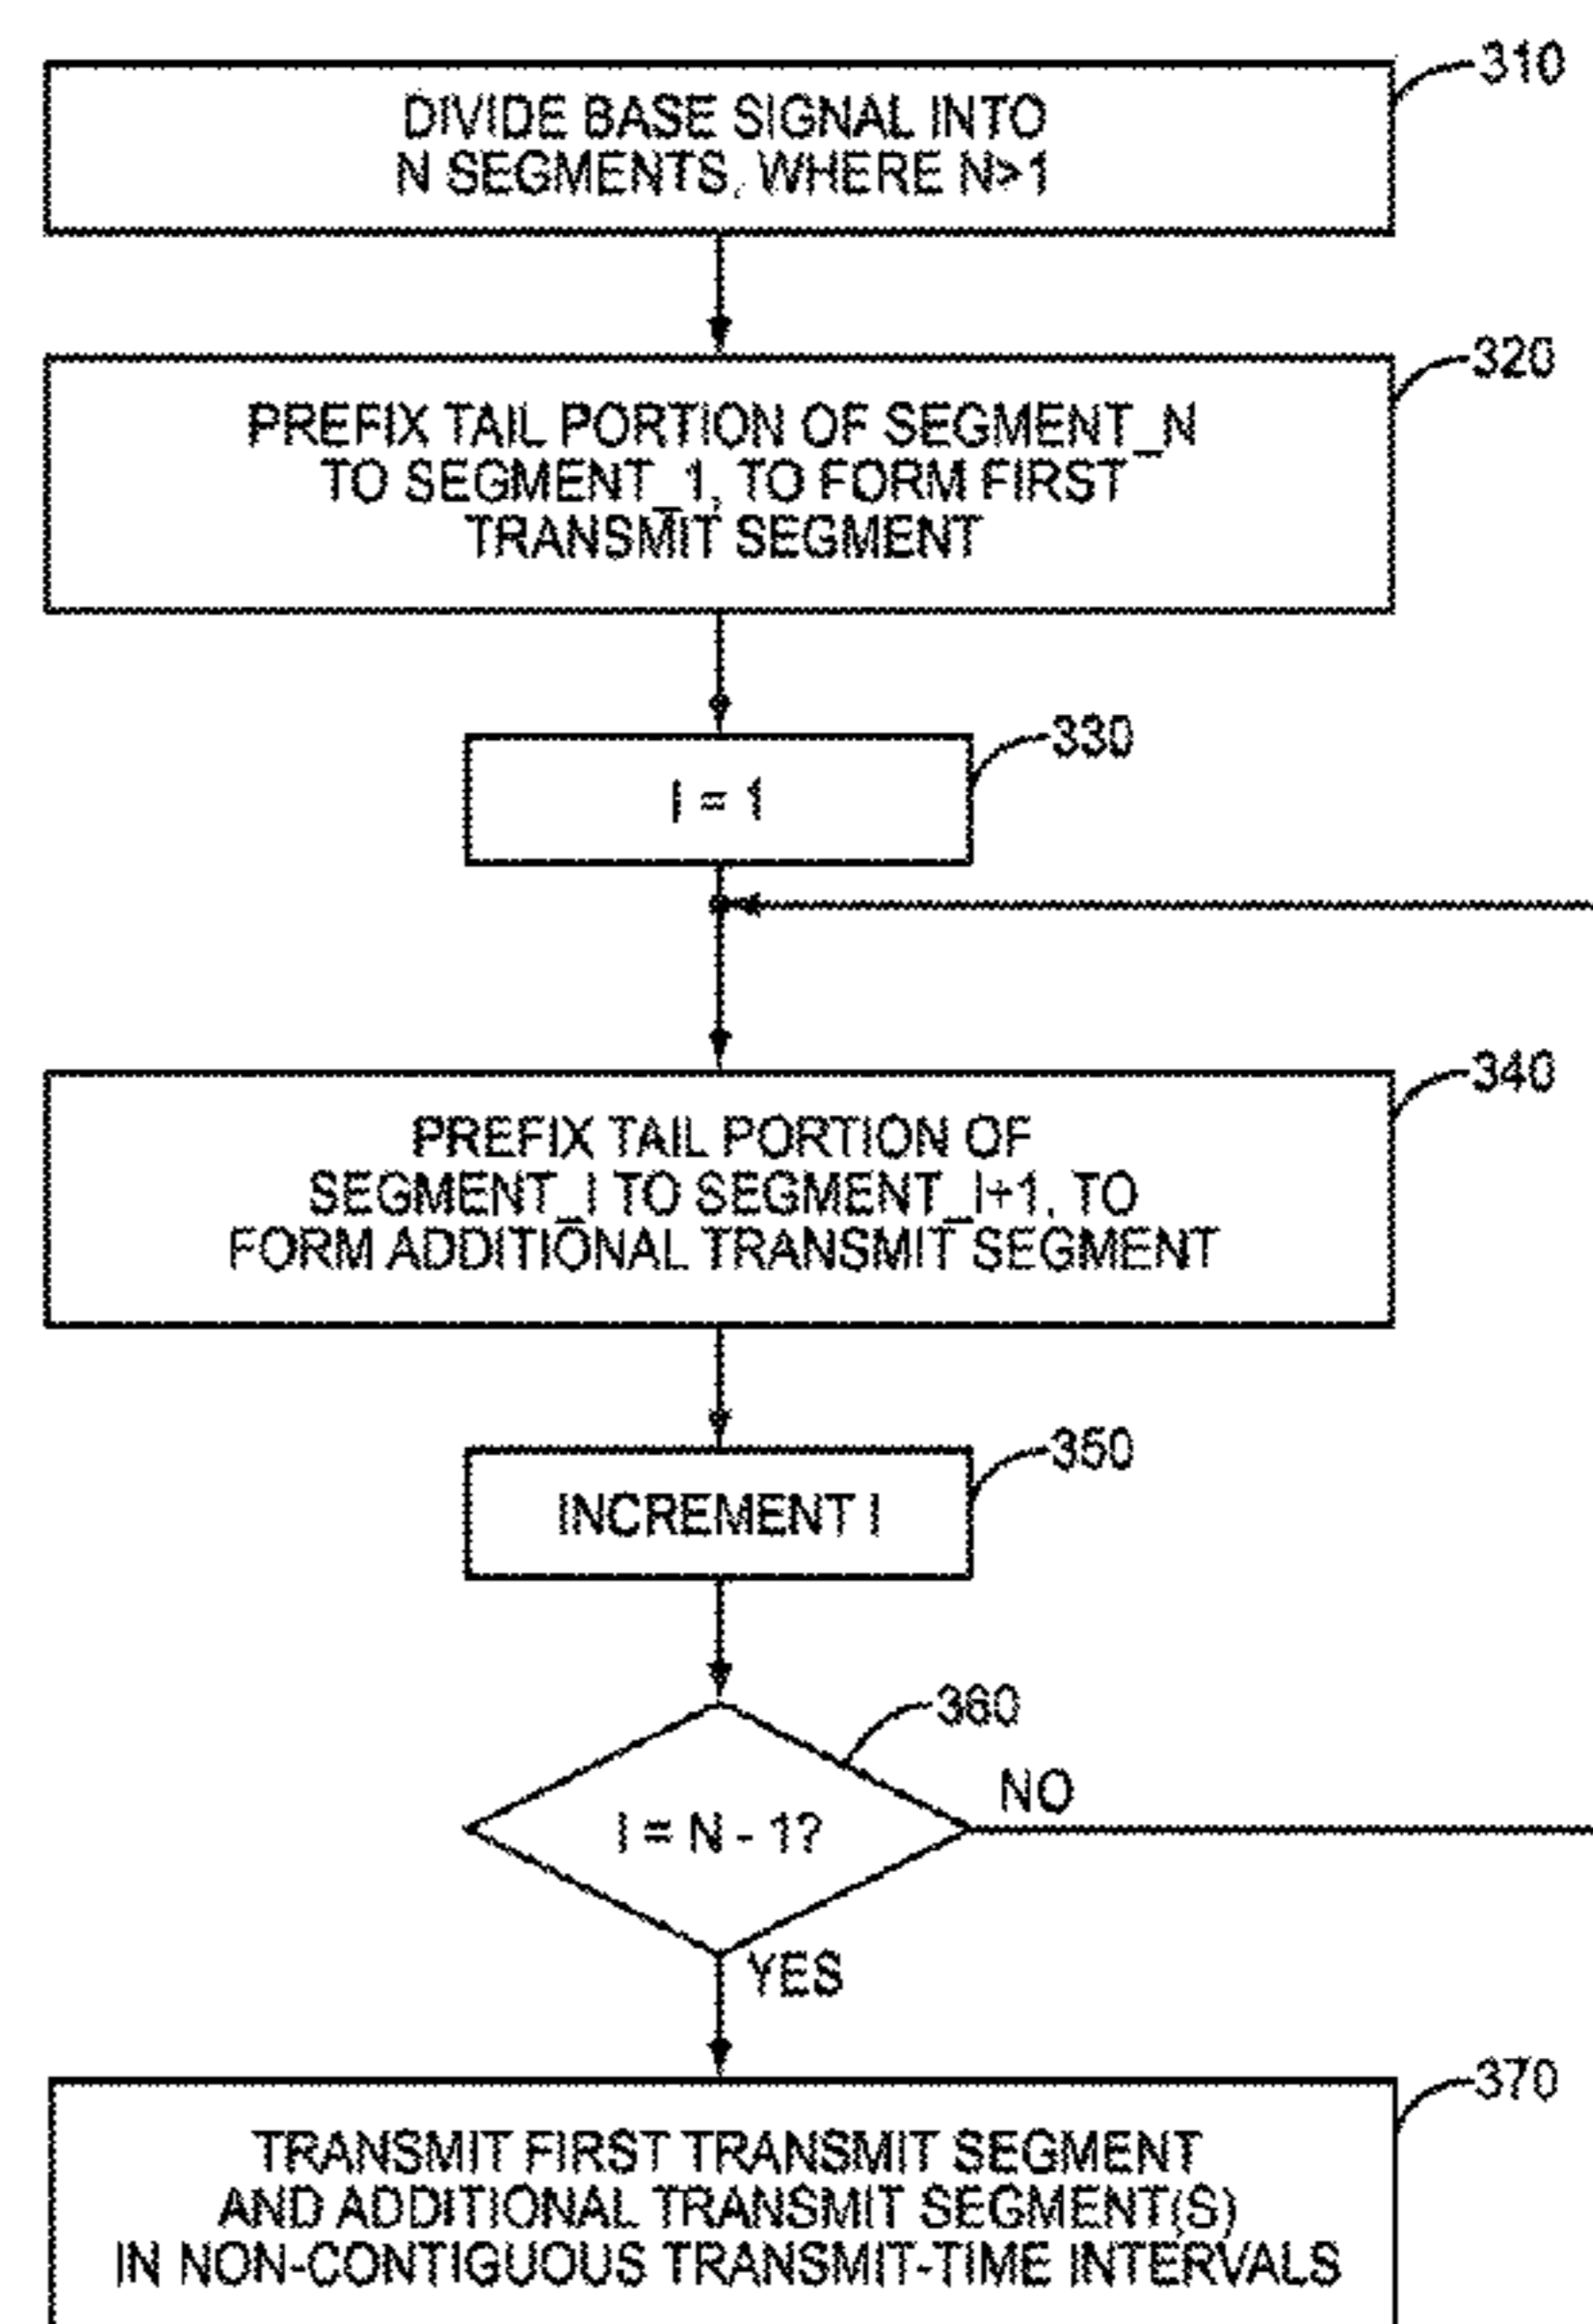 310
DIVIDE BASE SIGNAL INTO
N SEGMENTS, WHERE N>1
320
PREFIX TAIL PORTION OF SEGMENT_N
TO SEGMENT_1, TO FORM FIRST
TRANSMIT SEGMENT
330
I = 1
340
PREFIX TAIL PORTION OF
SEGMENT_I TO SEGMENT_I+1, TO
FORM ADDITIONAL TRANSMIT SEGMENT
350
INCREMENT I
360
NO
I = N - 1?
YES
370
TRANSMIT FIRST TRANSMIT SEGMENT
AND ADDITIONAL TRANSMIT SEGMENT(S)
IN NON-CONTIGUOUS TRANSMIT-TIME INTERVALS